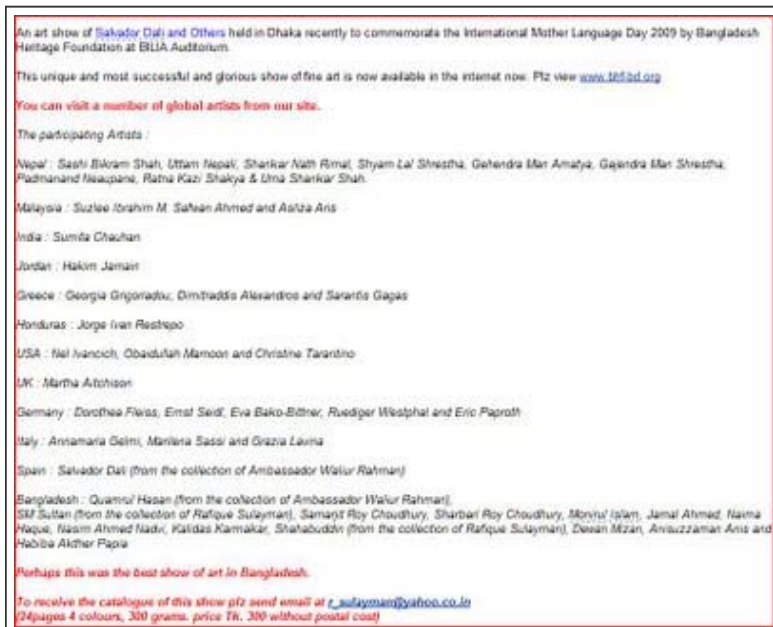 An art show of Salvador Dali and Others held in Dhaka recently to commemorate the International Mother Language Day 2009 by Bangladesh
Heritage Foundation at BILIA Auditorium.
This unique and most successful and glorious show of fine art is now available in the internet now. Plz view www.bhf-bd.org
You can visit a number of global artists from our site.
The participating Artists :
Nepal : Sashi Bikram Shah, Uttam Nepali, Shankar Nath Rimal, Shyam Lal Shrestha, Gehendra Man Amatya, Gajendra Man Shrestha,
Padmanand Neaupane, Ratna Kazi Shakya & Uma Shankar Shah.
Malaysia : Suzlee Ibrahim M. Safwan Ahmed and Asliza Aris
India : Sumita Chauhan
Jordan : Hakim Jamain
Greece : Georgia Grigoriadou, Dimitraddis Alexandros and Sarantis Gagas
Honduras : Jorge Ivan Restrepo
USA : Nel Ivancich, Obaidullah Mamoon and Christine Tarantino
UK : Martha Aitchison
Germany : Dorothea Fleiss, Ernst Seidl, Eva Bako-Bittner, Ruediger Westphal and Eric Paproth
Italy : Annamaria Gelmi, Marilena Sassi and Grazia Lavina
Spain : Salvador Dali (from the collection of Ambassador Waliur Rahman)
Bangladesh : Quamrul Hasan (from the collection of Ambassador Waliur Rahman),
SM Sultan (from the collection of Rafique Sulayman), Samarjit Roy Choudhury, Sharbari Roy Choudhury, Monirul Islam, Jamal Ahmed, Naima
Haque, Nasim Ahmed Nadvi, Kalidas Karmakar, Shahabuddin (from the collection of Rafique Sulayman), Dewan Mizan, Anisuzzaman Anis and
Habiba Akther Papia
Perhaps this was the best show of art in Bangladesh.
To receive the catalogue of this show plz send email at r_sulayman@yahoo.co.in
(24pages 4 colours, 300 grams. price TK. 300 without postal cost)